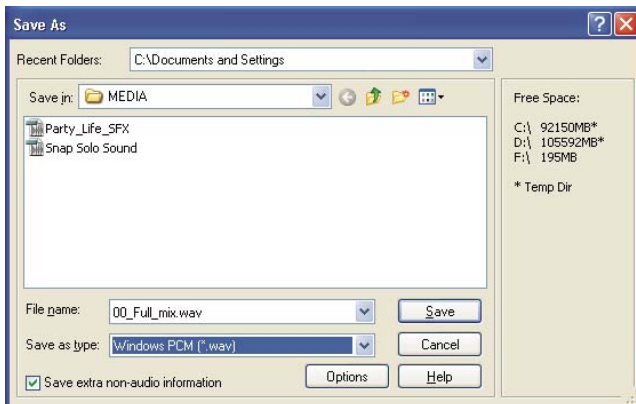 Save As
Recent Folders: C:\Documents and Settings
Save in: MEDIA
Party_Life_SFX
Snap Solo Sound
File name: 00_Full_mix.wav
Save
Save as type: Windows PCM (*.wav)
Cancel
Save extra non-audio information
Options
Help
Free Space:
C:\ 92150MB*
D:\ 105592MB*
F:\ 195MB
* Temp Dir